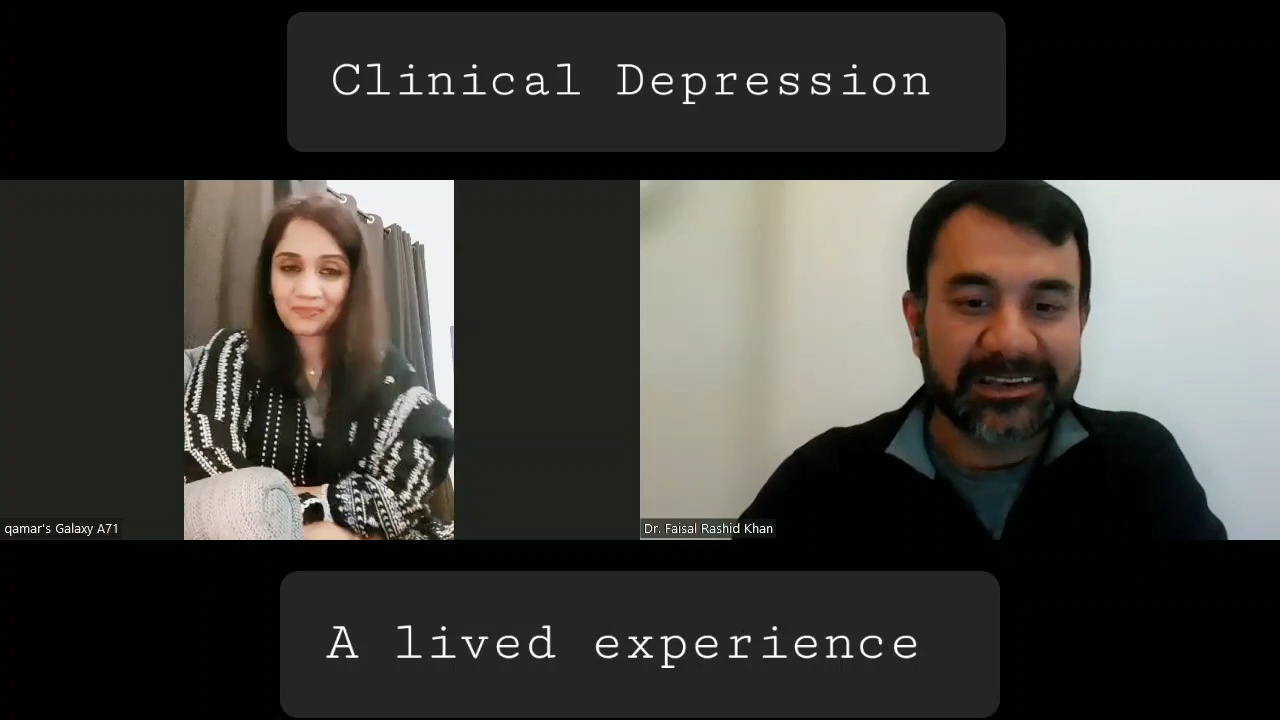 Clinical Depression
qamar's Galaxy A71
Dr. Faisal Rashid Khan
A lived experience